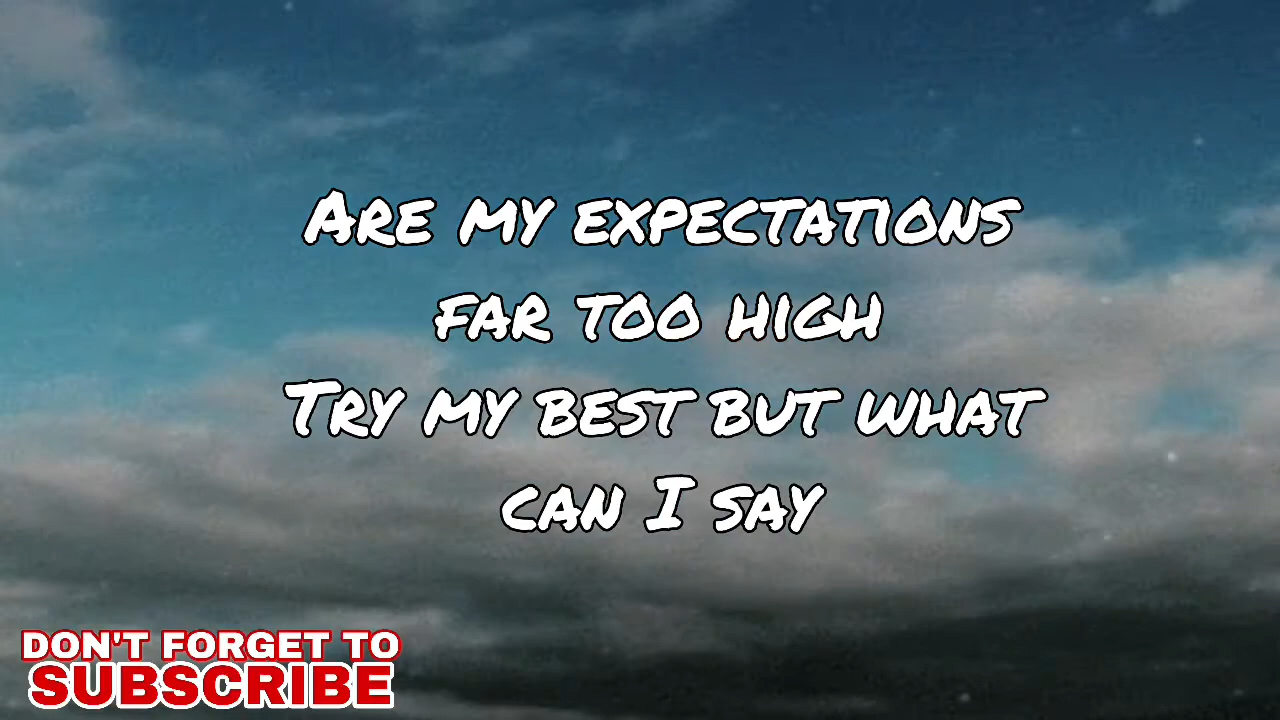 Are my expectations
far too high
Try my best but what
can I say
DON'T FORGET TO
SUBSCRIBE